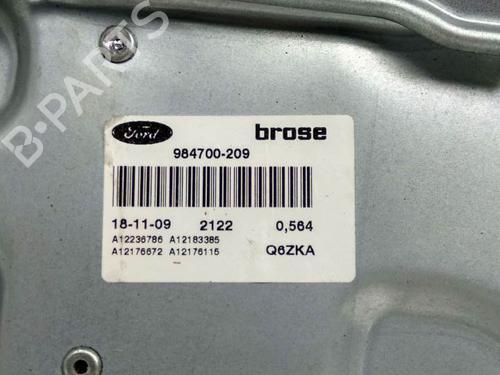 Ford brose
984700-209
18-11-09 2122 0,564
A12236786 A12183385
A12176672 A12176115 Q6ZKA
B-PARTS